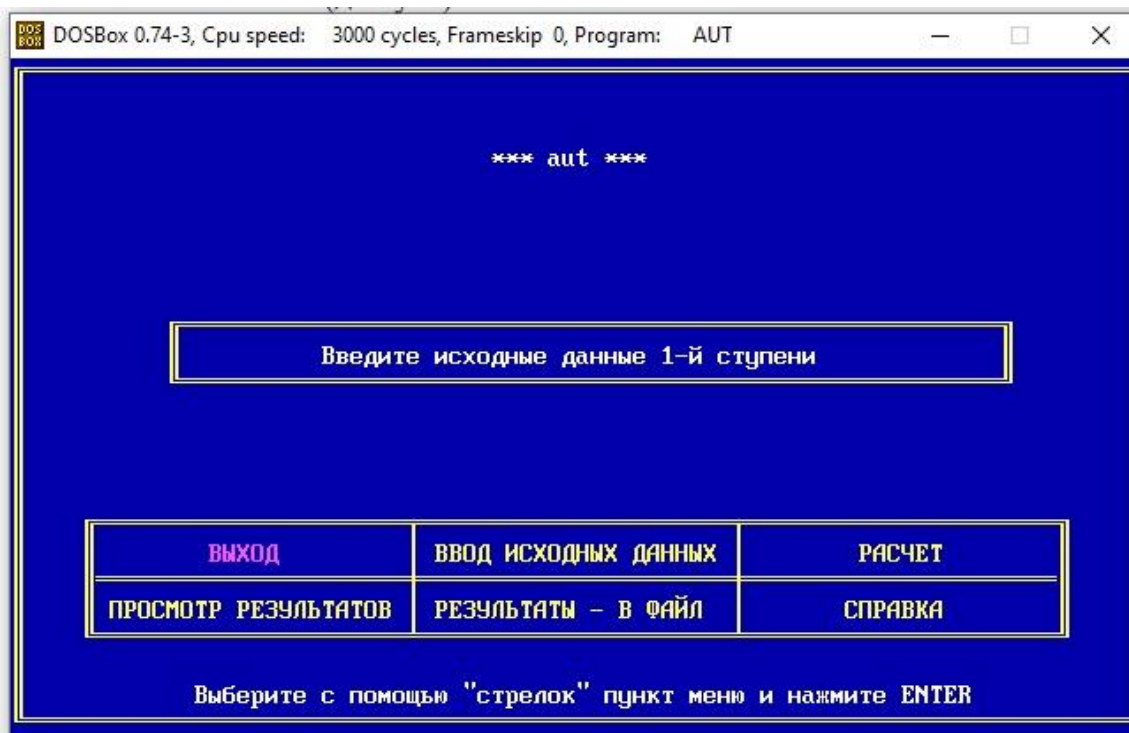 DOSBox 0.74-3, Cpu speed: 3000 cycles, Frameskip 0, Program: AUT
*** aut ***
Введите исходные данные 1-й ступени
ВЫХОД ВВОД ИСХОДНЫХ ДАННЫХ РАСЧЕТ
ПРОСМОТР РЕЗУЛЬТАТОВ РЕЗУЛЬТАТЫ - В ФАЙЛ СПРАВКА
Выберите с помощью "стрелок" пункт меню и нажмите ENTER